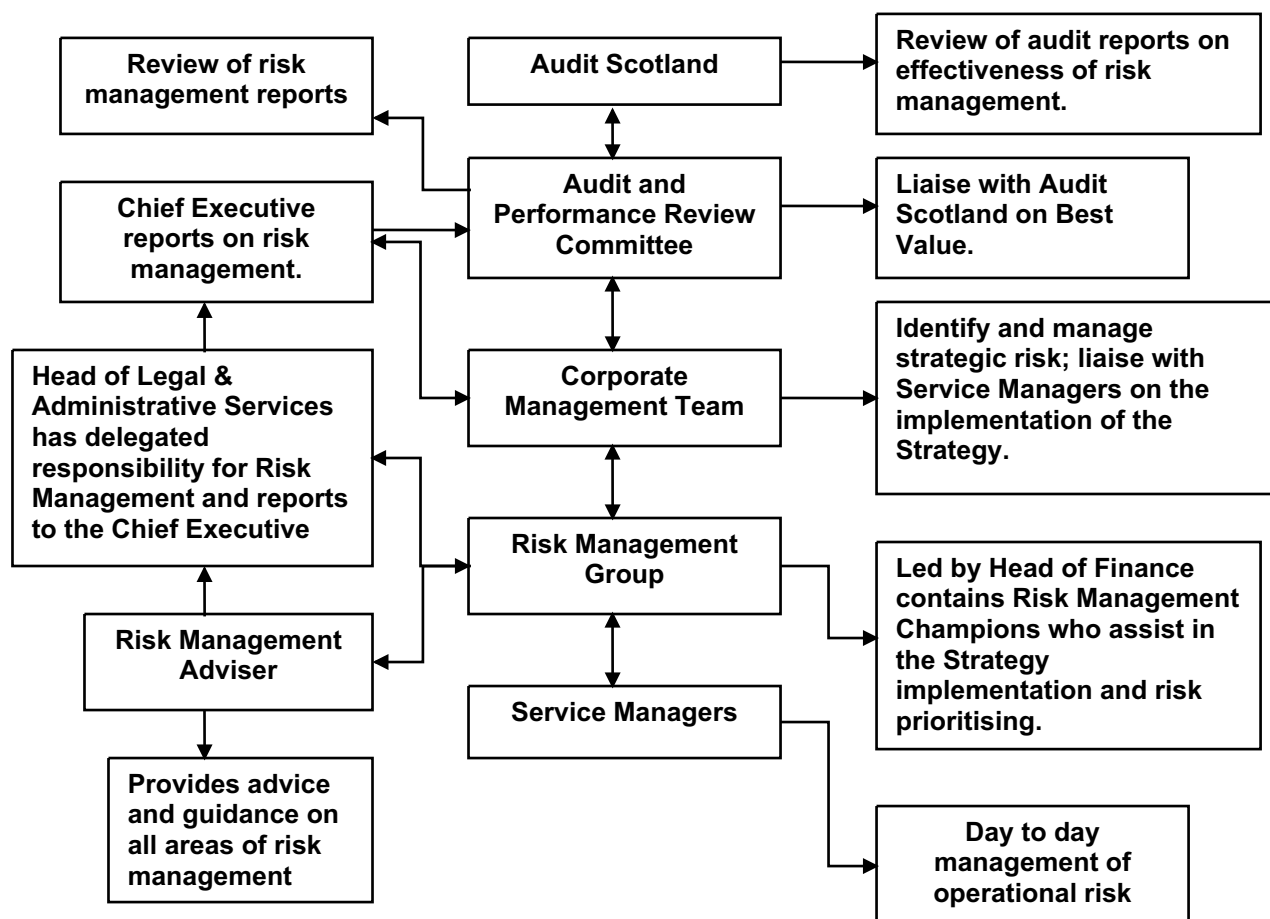 Review of risk
management reports
Audit Scotland
Review of audit reports on
effectiveness of risk
management.
Chief Executive
reports on risk
management.
Audit and
Performance Review
Committee
Liaise with Audit
Scotland on Best
Value.
Head of Legal &
Administrative Services
has delegated
responsibility for Risk
Management and reports
to the Chief Executive
Corporate
Management Team
Identify and manage
strategic risk; liaise with
Service Managers on the
implementation of the
Strategy.
Risk Management
Group
Led by Head of Finance
contains Risk Management
Champions who assist in
the Strategy
implementation and risk
prioritising.
Risk Management
Adviser
Service Managers
Provides advice
and guidance on
all areas of risk
management
Day to day
management of
operational risk